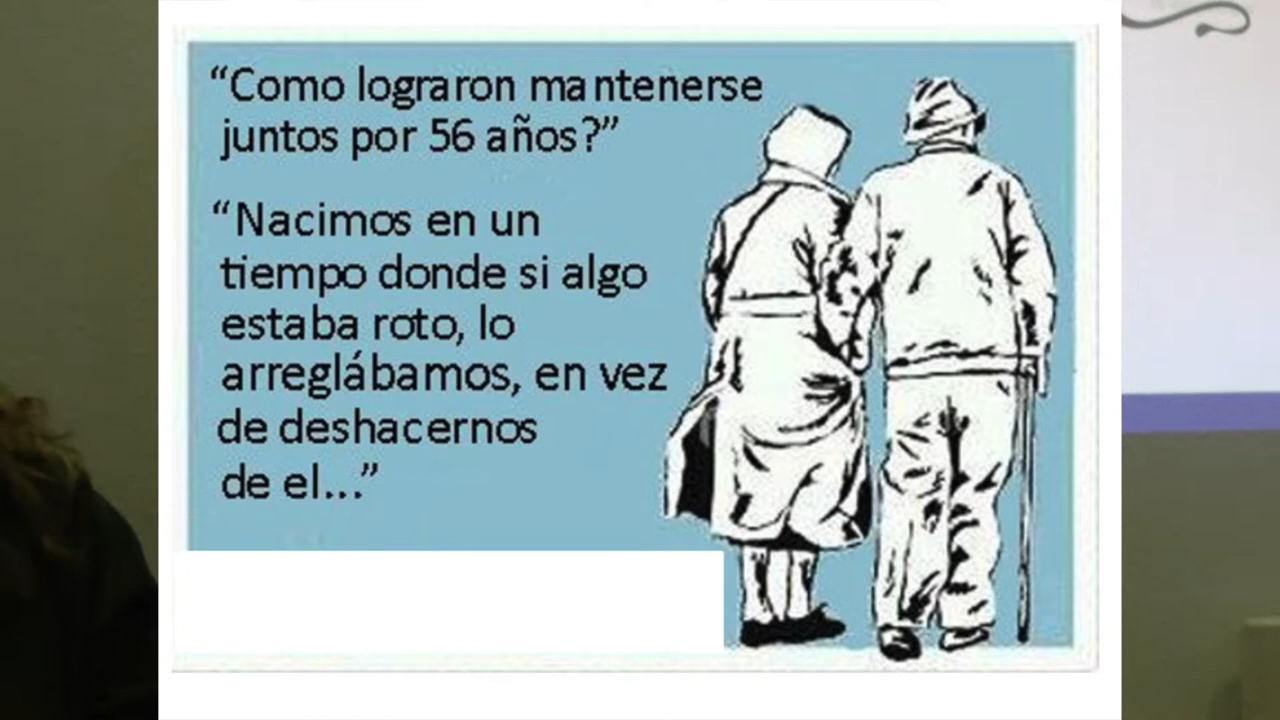 “Como lograron mantenerse
juntos por 56 años?”
“Nacimos en un
tiempo donde si algo
estaba roto, lo
arreglábamos, en vez
de deshacernos
de el...”